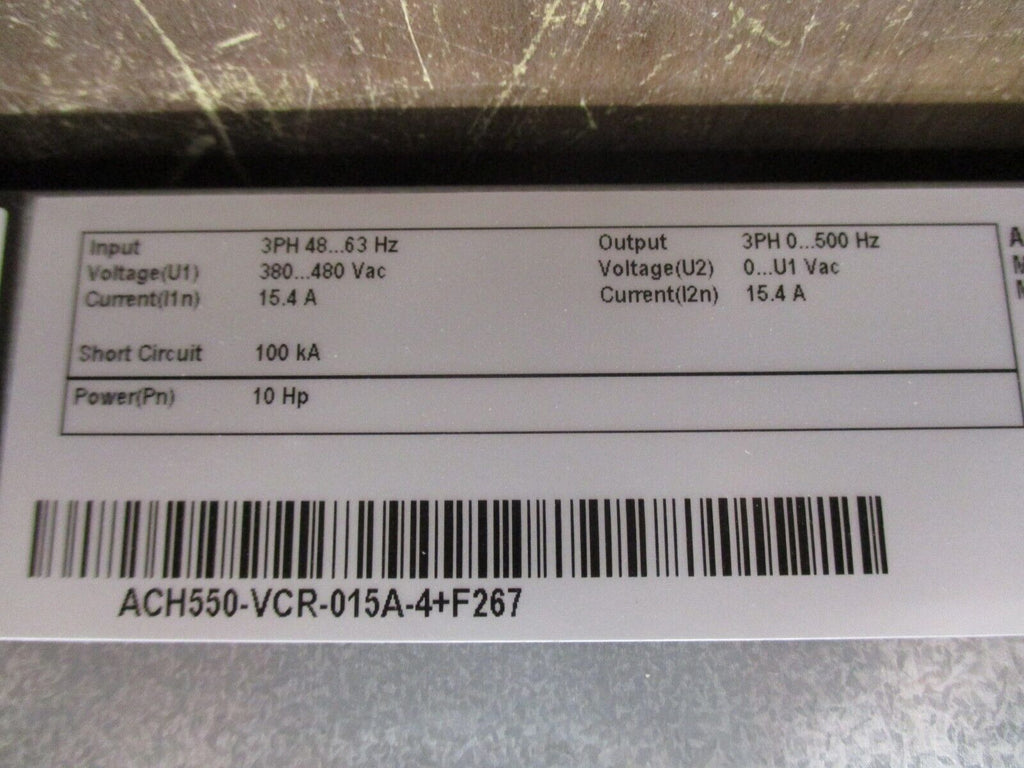 Input 3PH 48...63 Hz Output 3PH 0...500 Hz
Voltage(U1) 380...480 Vac Voltage(U2) 0...U1 Vac
Current(I1n) 15.4 A Current(I2n) 15.4 A
Short Circuit 100 kA
Power(Pn) 10 Hp
ACH550-VCR-015A-4+F267